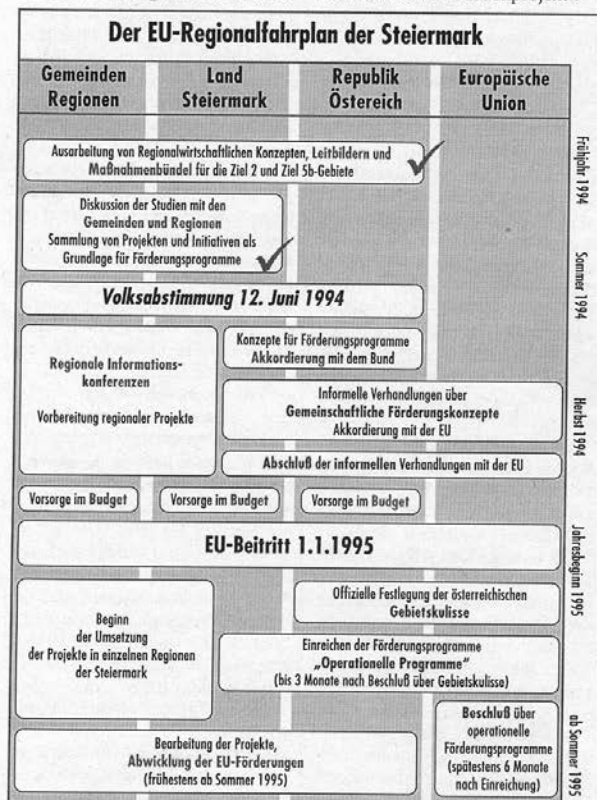 Der EU-Regionalfahrplan der Steiermark
Gemeinden
Regionen
Land
Steiermark
Republik
Österreich
Europäische
Union
Frühjahr 1994
Ausarbeitung von Regionalwirtschaftlichen Konzepten, Leitbildern und
Maßnahmenbündel für die Ziel 2 und Ziel 5b-Gebiete
Diskussion der Studien mit den
Gemeinden und Regionen
Sammlung von Projekten und Initiativen als
Grundlage für Förderungsprogramme
Sommer 1994
Volksabstimmung 12. Juni 1994
Regionale Informations-
konferenzen
Vorbereitung regionaler Projekte
Konzepte für Förderungsprogramme
Akkordierung mit dem Bund
Herbst 1994
Informelle Verhandlungen über
Gemeinschaftliche Förderungskonzepte
Akkordierung mit der EU
Abschluß der informellen Verhandlungen mit der EU
Vorsorge im Budget
Vorsorge im Budget
Vorsorge im Budget
Jahresbeginn 1995
EU-Beitritt 1.1.1995
Beginn
der Umsetzung
der Projekte in einzelnen Regionen
der Steiermark
Offizielle Festlegung der österreichischen
Gebietskulisse
Einreichen der Förderungsprogramme
„Operationelle Programme"
(bis 3 Monate nach Beschluß über Gebietskulisse)
ab Sommer 1995
Bearbeitung der Projekte,
Abwicklung der EU-Förderungen
(frühestens ab Sommer 1995)
Beschluß über
operationelle
Förderungsprogramme
(spätestens 6 Monate
nach Einreichung)